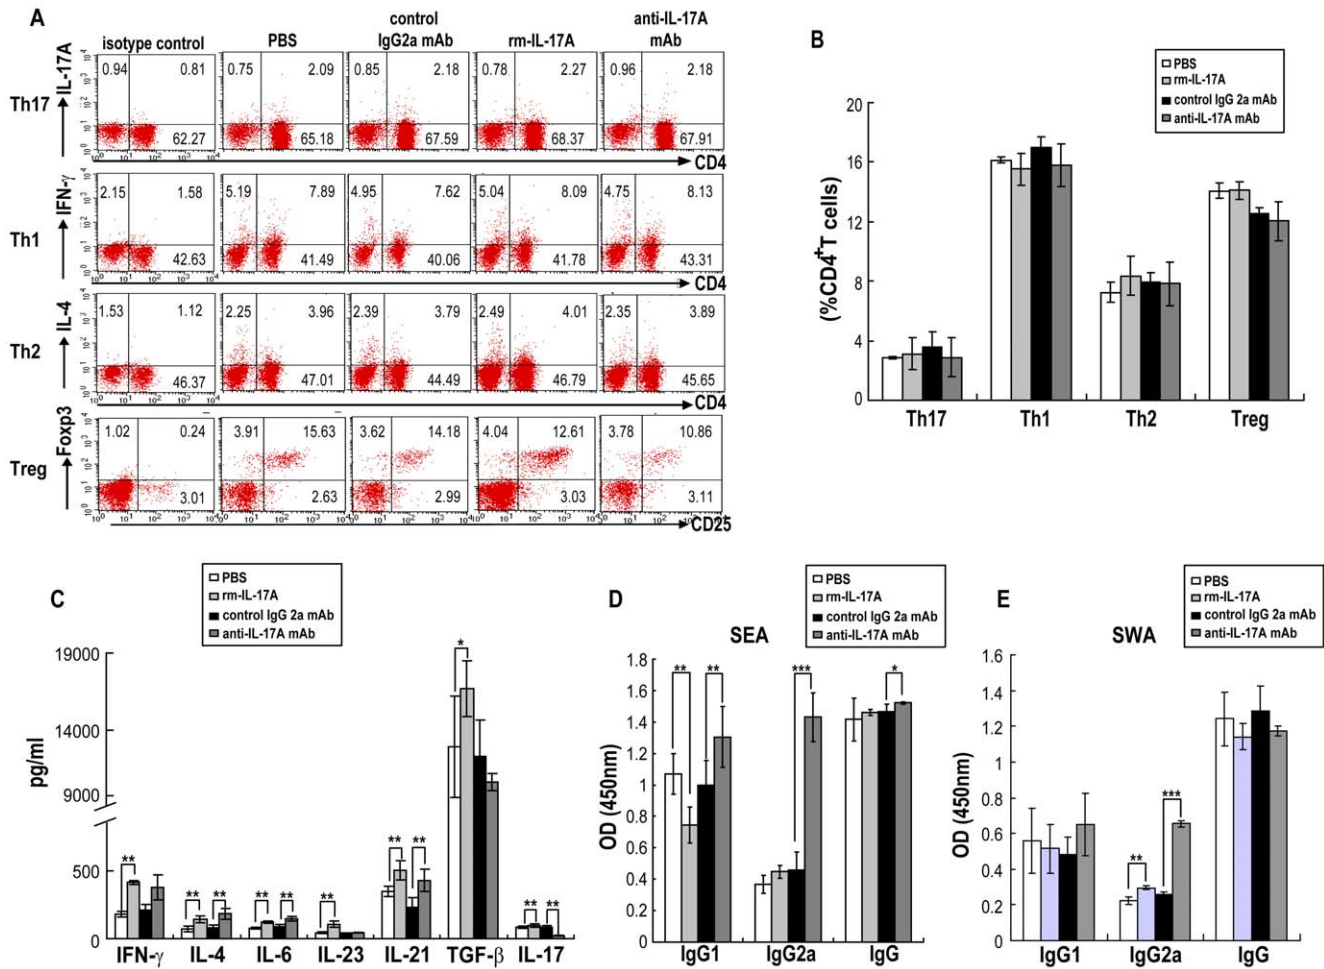 A
isotype control
PBS
control
IgG2a mAb
rm-IL-17A
anti-IL-17A
mAb
Th17
IL-17A
0.94 0.81 0.75 2.09 0.85 2.18 0.78 2.27 0.96 2.18
62.27 65.18 67.59 68.37 67.91
CD4
Th1
IFN-γ
2.15 1.58 5.19 7.89 4.95 7.62 5.04 8.09 4.75 8.13
42.63 41.49 40.06 41.78 43.31
CD4
Th2
IL-4
1.53 1.12 2.25 3.96 2.39 3.79 2.49 4.01 2.35 3.89
46.37 47.01 44.49 46.79 45.65
CD4
Treg
Foxp3
1.02 0.24 3.91 15.63 3.62 14.18 4.04 12.61 3.78 10.86
3.01 2.63 2.99 3.03 3.11
CD25
B
PBS
rm-IL-17A
control IgG 2a mAb
anti-IL-17A mAb
(%CD4+T cells)
20
16
12
8
4
0
Th17 Th1 Th2 Treg
C
PBS
rm-IL-17A
control IgG 2a mAb
anti-IL-17A mAb
pg/ml
19000
14000
9000
500
0
** ** ** ** ** ** ** ** * ** **
IFN-γ IL-4 IL-6 IL-23 IL-21 TGF-β IL-17
D
PBS
rm-IL-17A
control IgG 2a mAb
anti-IL-17A mAb
SEA
OD (450nm)
1.8
1.6
1.4
1.2
1
0.8
0.6
0.4
0.2
0
** ** *** *
IgG1 IgG2a IgG
E
PBS
rm-IL-17A
control IgG 2a mAb
anti-IL-17A mAb
SWA
OD (450nm)
1.6
1.4
1.2
1
0.8
0.6
0.4
0.2
0
** ***
IgG1 IgG2a IgG